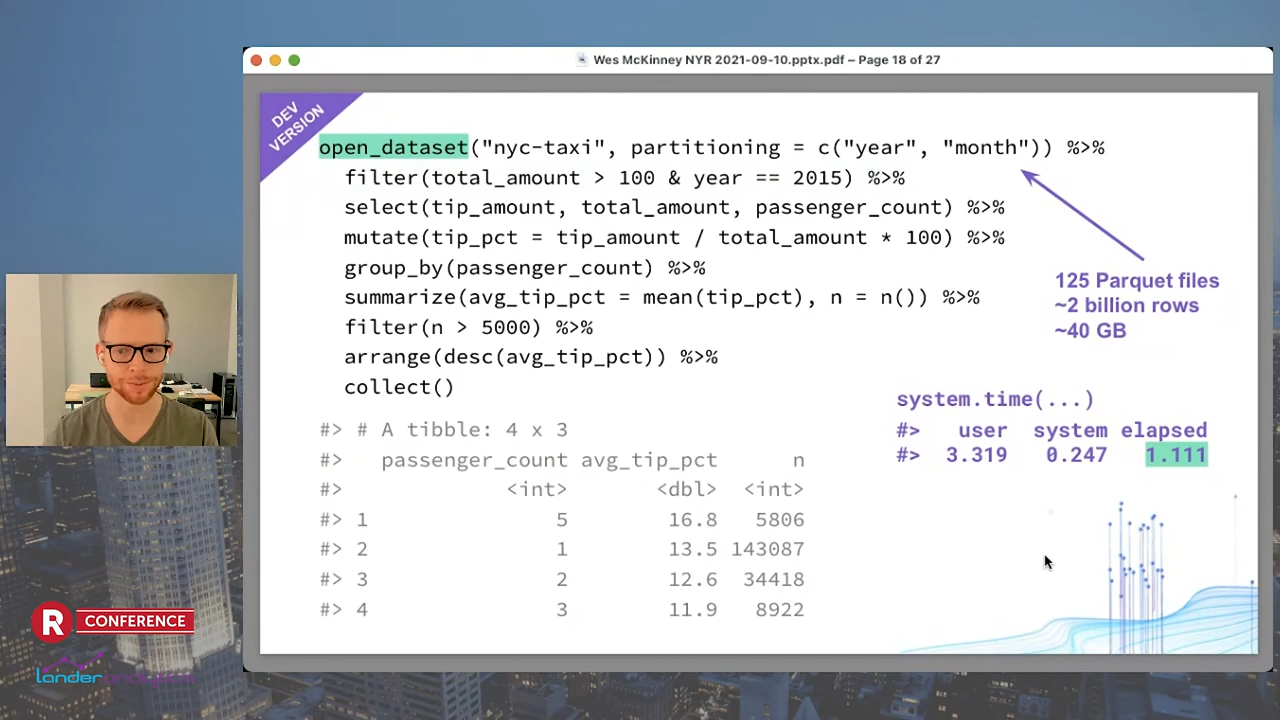 Wes McKinney NYR 2021-09-10.pptx.pdf – Page 18 of 27
DEV
VERSION
open_dataset("nyc-taxi", partitioning = c("year", "month")) %>%
filter(total_amount > 100 & year == 2015) %>%
select(tip_amount, total_amount, passenger_count) %>%
mutate(tip_pct = tip_amount / total_amount * 100) %>%
group_by(passenger_count) %>%
summarize(avg_tip_pct = mean(tip_pct), n = n()) %>%
filter(n > 5000) %>%
arrange(desc(avg_tip_pct)) %>%
collect()
125 Parquet files
~2 billion rows
~40 GB
#> # A tibble: 4 x 3
#> passenger_count avg_tip_pct n
#> <int> <dbl> <int>
#> 1 5 16.8 5806
#> 2 1 13.5 143087
#> 3 2 12.6 34418
#> 4 3 11.9 8922
system.time(...)
#> user system elapsed
#> 3.319 0.247 1.111
R CONFERENCE
lander analytics